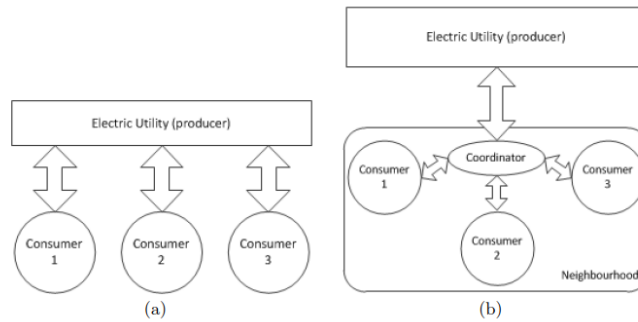 Electric Utility (producer)
Consumer
1
Consumer
2
Consumer
3
(a)
Electric Utility (producer)
Coordinator
Consumer
1
Consumer
3
Consumer
2
Neighbourhood
(b)